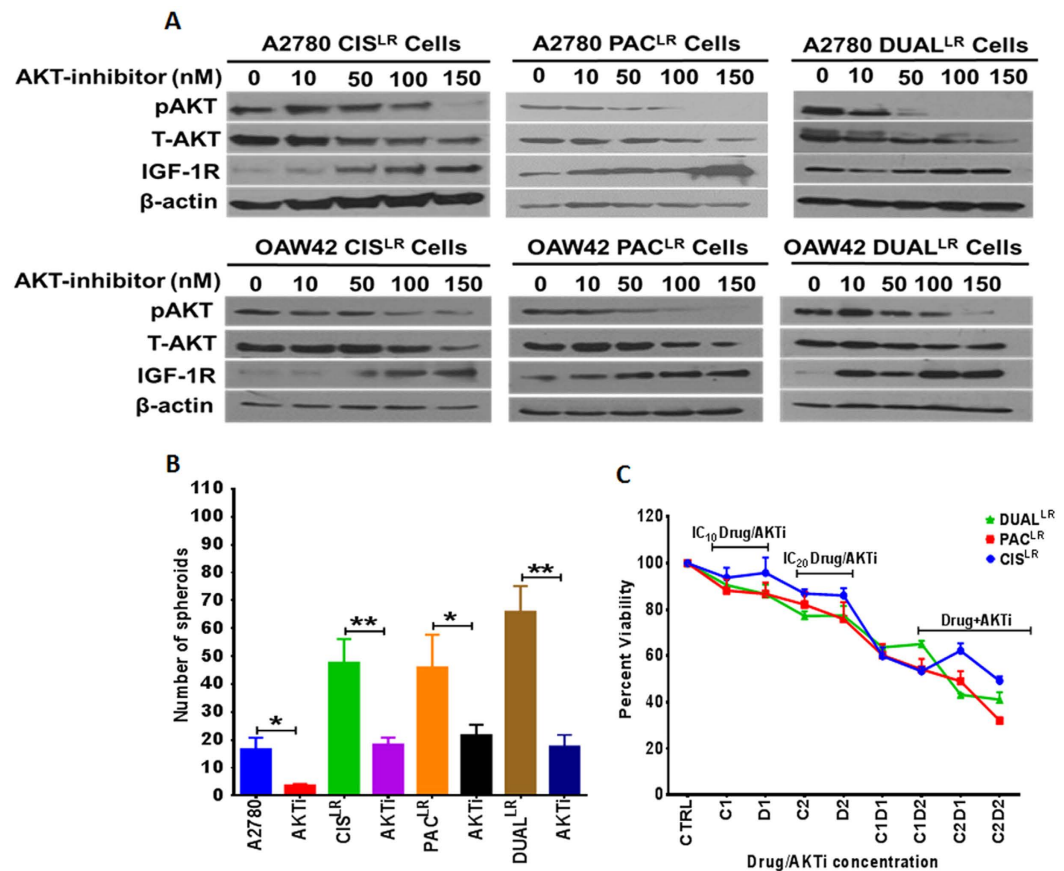 A
A2780 CISᴸᴿ Cells A2780 PACᴸᴿ Cells A2780 DUALᴸᴿ Cells
AKT-inhibitor (nM) 0 10 50 100 150 0 10 50 100 150 0 10 50 100 150
pAKT
T-AKT
IGF-1R
β-actin
OAW42 CISᴸᴿ Cells OAW42 PACᴸᴿ Cells OAW42 DUALᴸᴿ Cells
AKT-inhibitor (nM) 0 10 50 100 150 0 10 50 100 150 0 10 50 100 150
pAKT
T-AKT
IGF-1R
β-actin
B
Number of spheroids
110
100
90
80
70
60
50
40
30
20
10
0
* ** * **
A2780 AKTi CISᴸᴿ AKTi PACᴸᴿ AKTi DUALᴸᴿ AKTi
C
DUALᴸᴿ
PACᴸᴿ
CISᴸᴿ
IC₁₀ Drug/AKTi
IC₂₀ Drug/AKTi
Drug+AKTi
Percent Viability
120
100
80
60
40
20
0
CTRL C1 D1 C2 D2 C1D1 C1D2 C2D1 C2D2
Drug/AKTi concentration